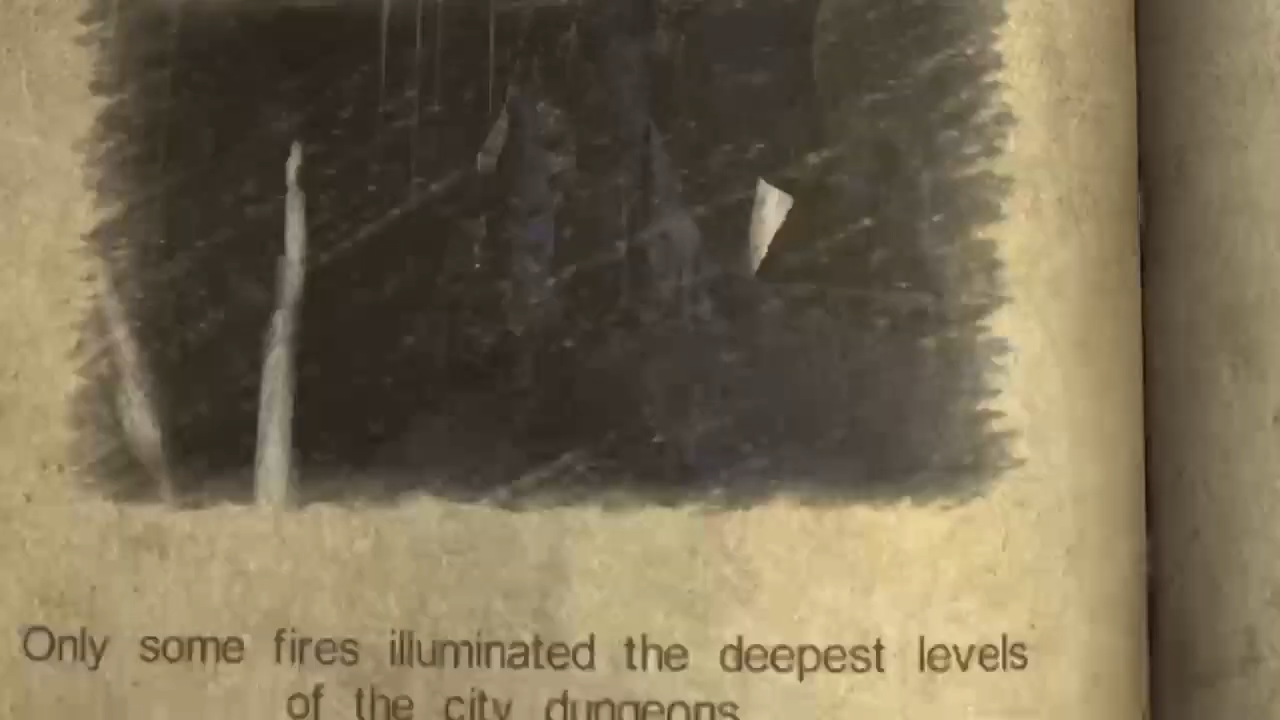 Only some fires illuminated the deepest levels
of the city dungeons